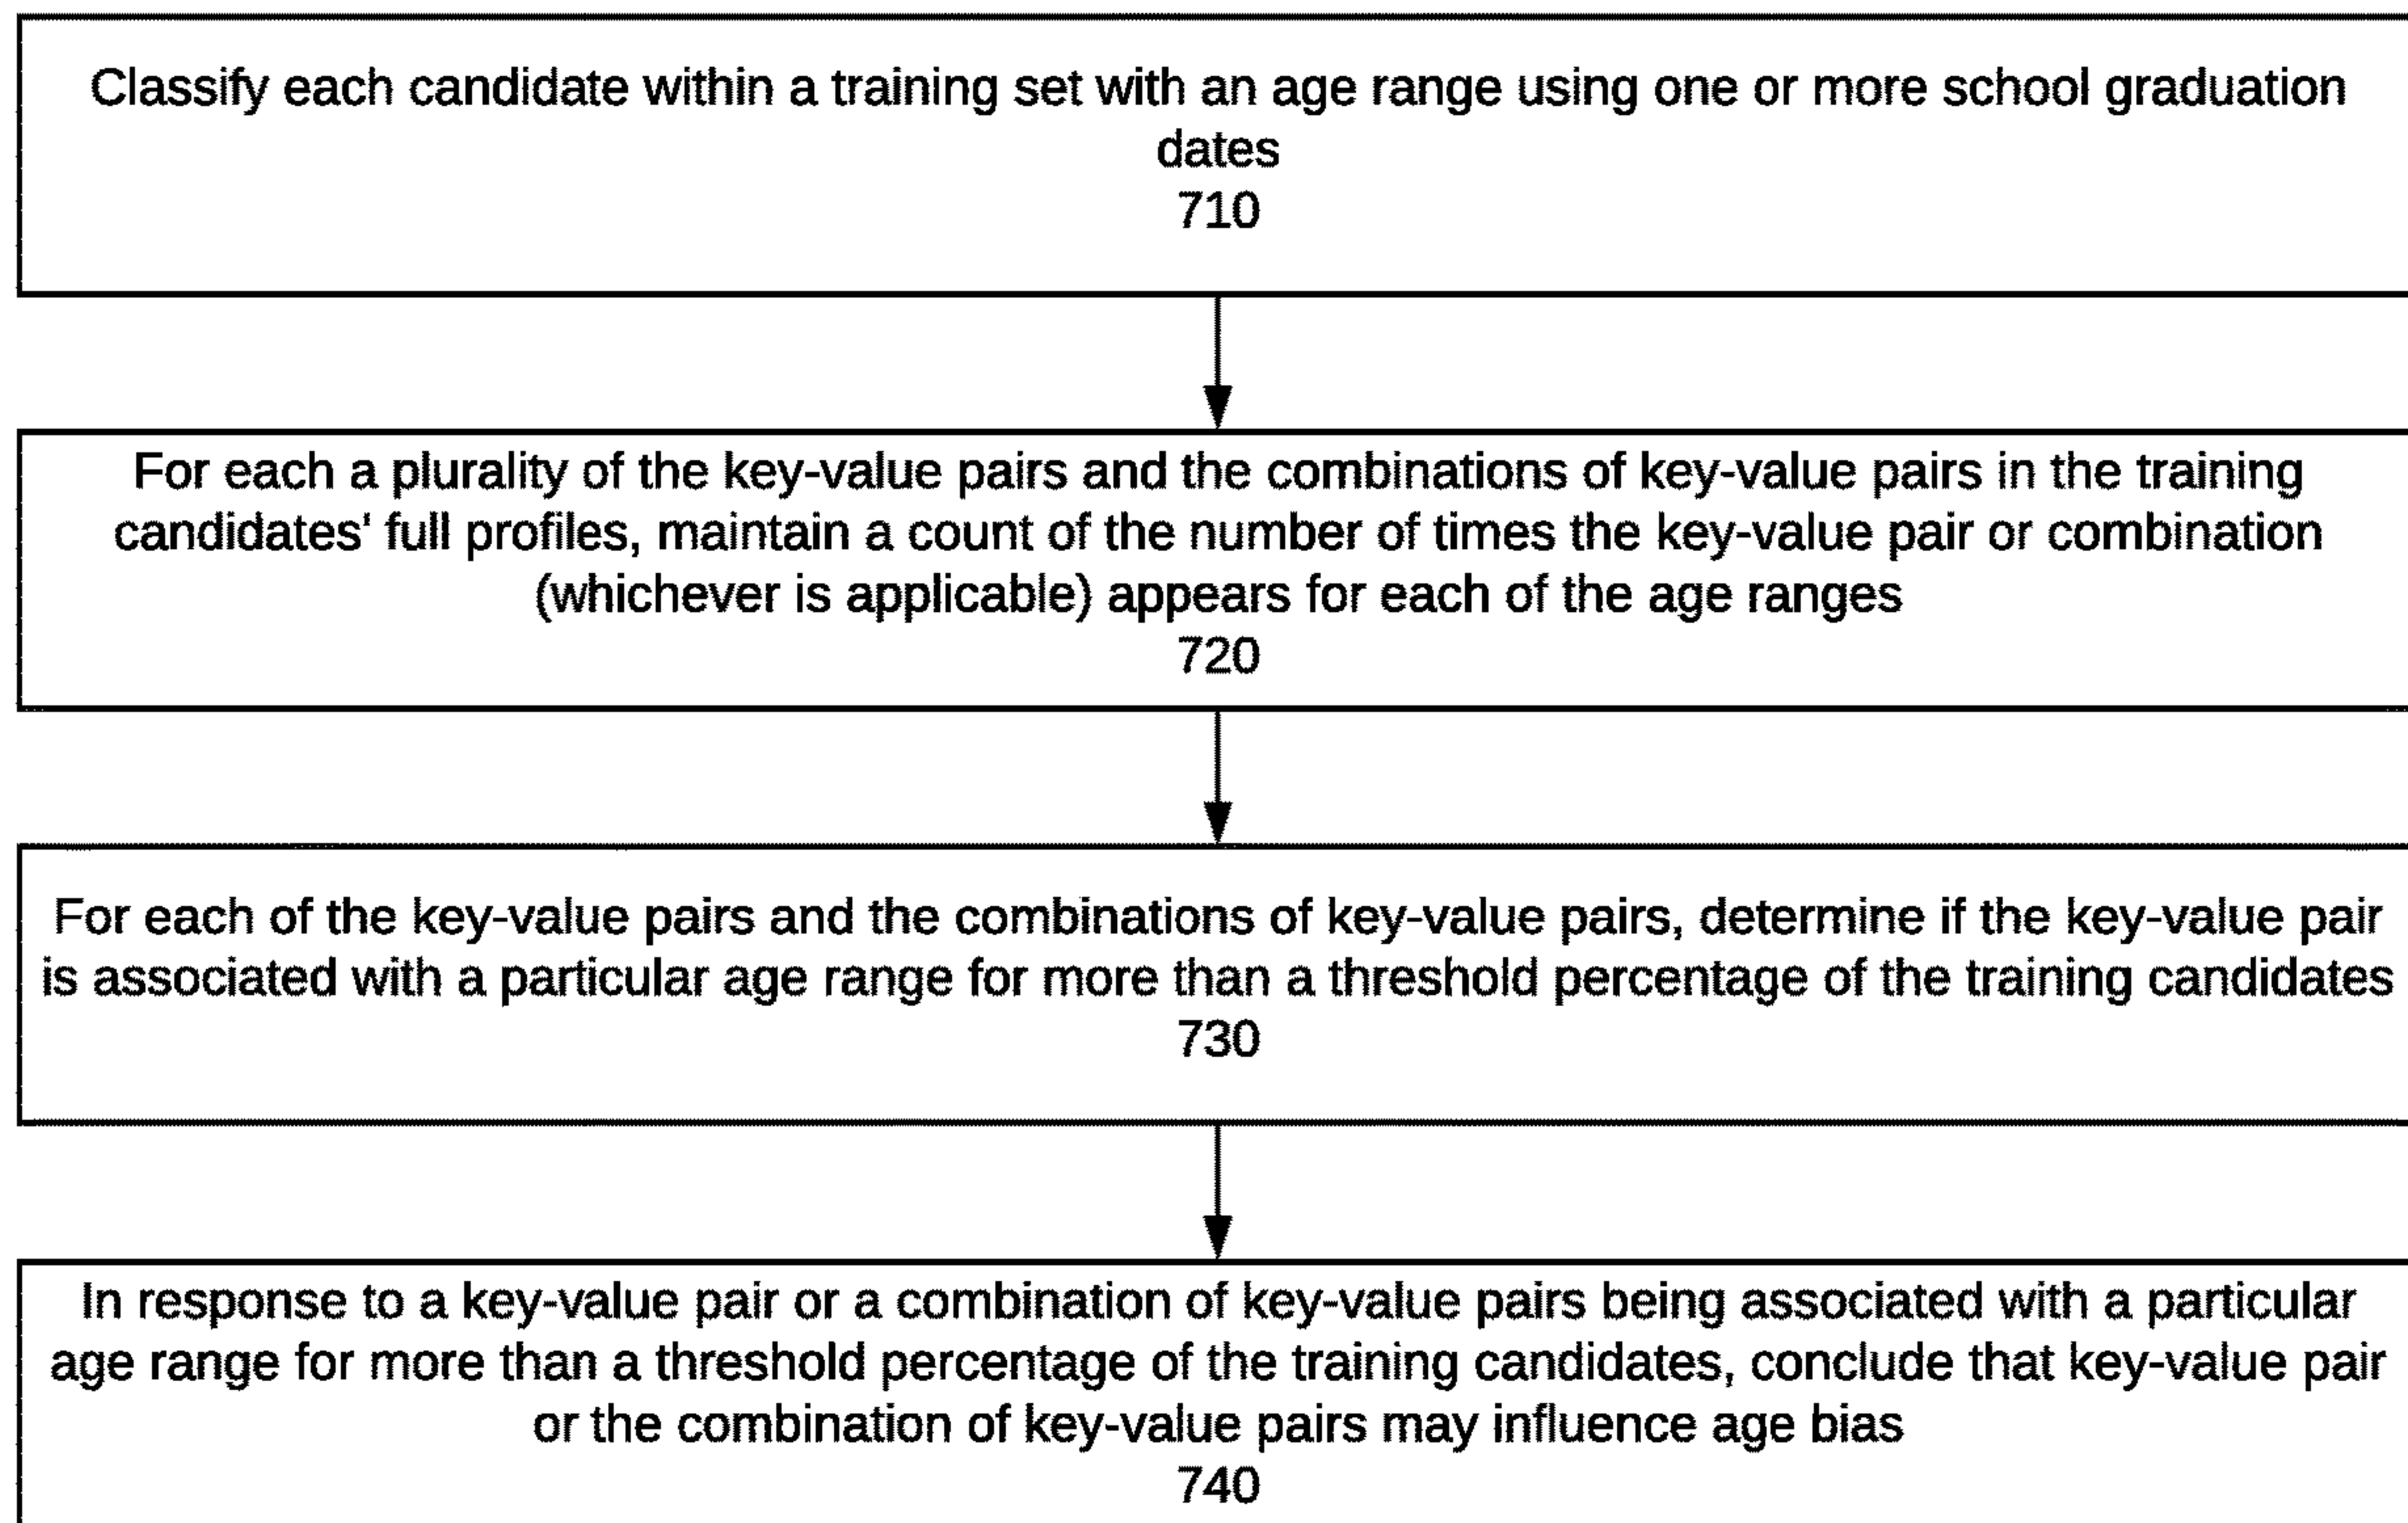 Classify each candidate within a training set with an age range using one or more school graduation
dates
710
For each a plurality of the key-value pairs and the combinations of key-value pairs in the training
candidates' full profiles, maintain a count of the number of times the key-value pair or combination
(whichever is applicable) appears for each of the age ranges
720
For each of the key-value pairs and the combinations of key-value pairs, determine if the key-value pair
is associated with a particular age range for more than a threshold percentage of the training candidates
730
In response to a key-value pair or a combination of key-value pairs being associated with a particular
age range for more than a threshold percentage of the training candidates, conclude that key-value pair
or the combination of key-value pairs may influence age bias
740